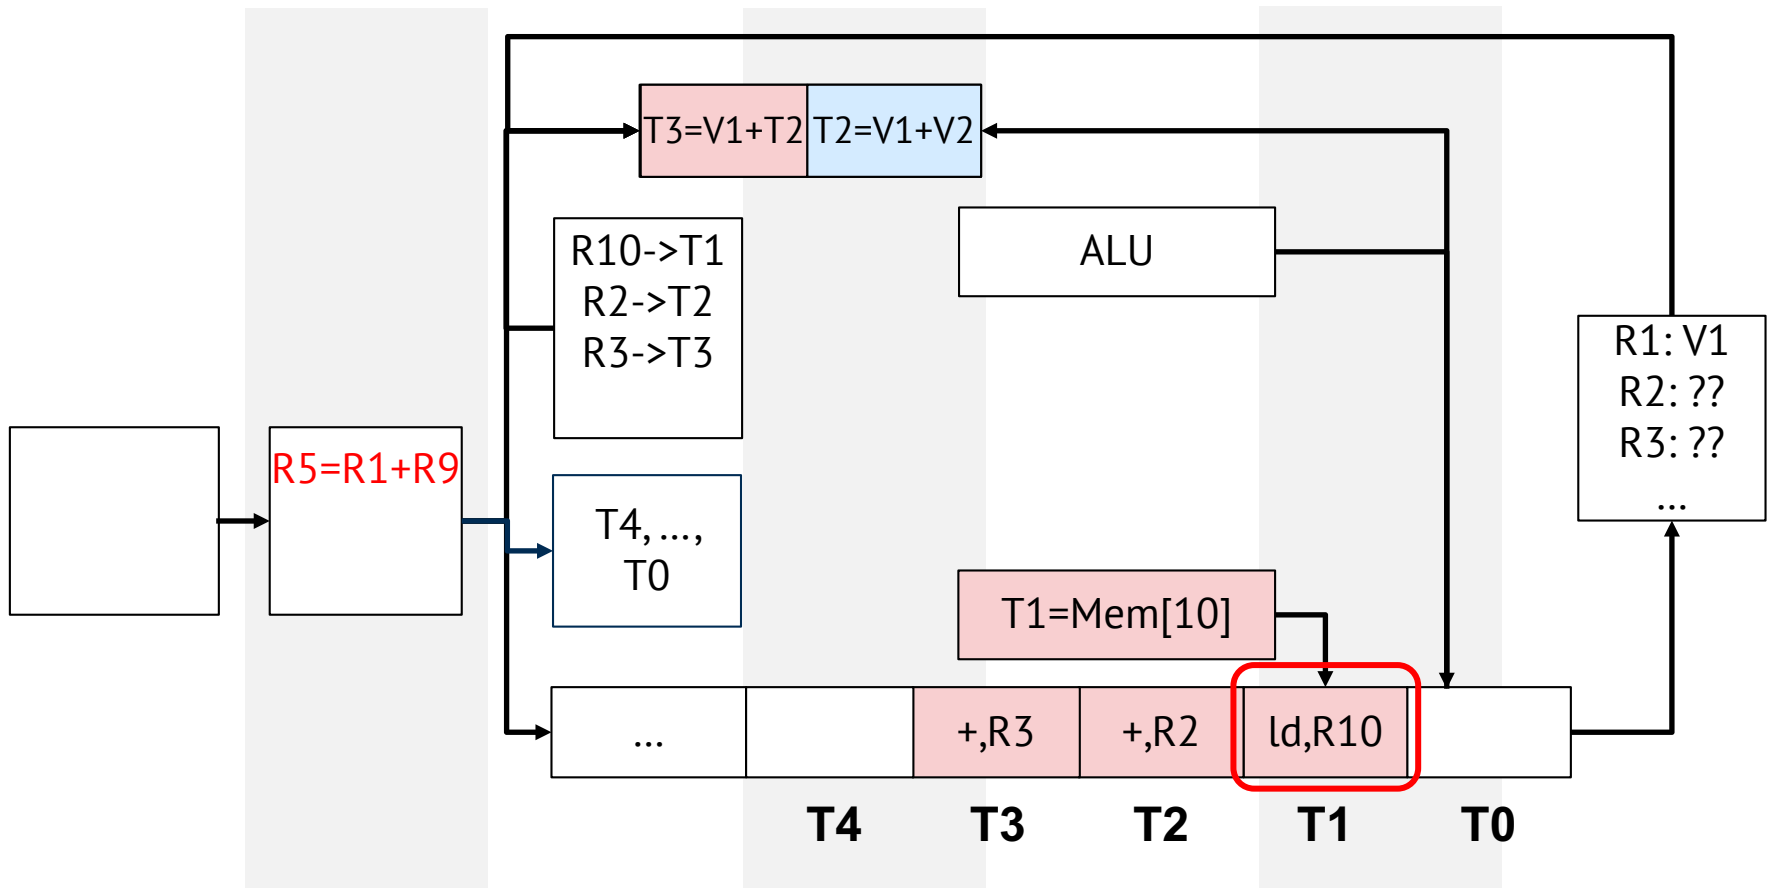 T3=V1+T2
T2=V1+V2
R10->T1
R2->T2
R3->T3
ALU
R1: V1
R2: ??
R3: ??
...
R5=R1+R9
T4, ...,
T0
T1=Mem[10]
...
+,R3
+,R2
ld,R10
T4
T3
T2
T1
T0